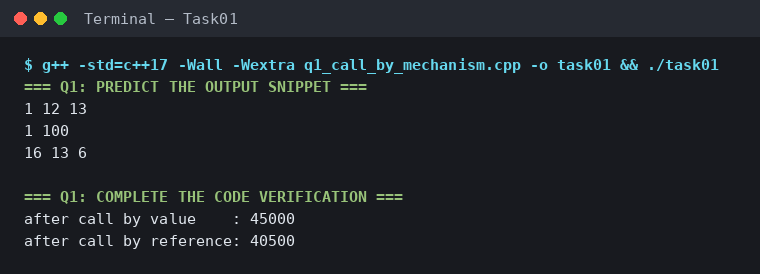 Terminal — Task01
$ g++ -std=c++17 -Wall -Wextra q1_call_by_mechanism.cpp -o task01 && ./task01
=== Q1: PREDICT THE OUTPUT SNIPPET ===
1 12 13
1 100
16 13 6
=== Q1: COMPLETE THE CODE VERIFICATION ===
after call by value    : 45000
after call by reference: 40500